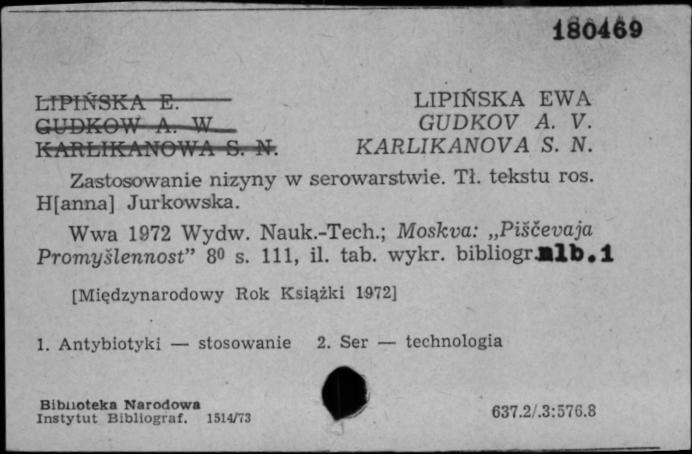 180469
LIPIŃSKA E. LIPIŃSKA EWA
GUDKOW A. W. GUDKOV A. V.
KARLIKANOWA S. N. KARLIKANOVA S. N.
Zastosowanie nizyny w serowarstwie. Tł. tekstu ros.
H[anna] Jurkowska.
Wwa 1972 Wydw. Nauk.-Tech.; Moskva: „Piščevaja
Promyšlennost” 8⁰ s. 111, il. tab. wykr. bibliogr. nlb.1
[Międzynarodowy Rok Książki 1972]
1. Antybiotyki — stosowanie 2. Ser — technologia
Biblioteka Narodowa
Instytut Bibliograf. 1514/73 637.2/.3:576.8